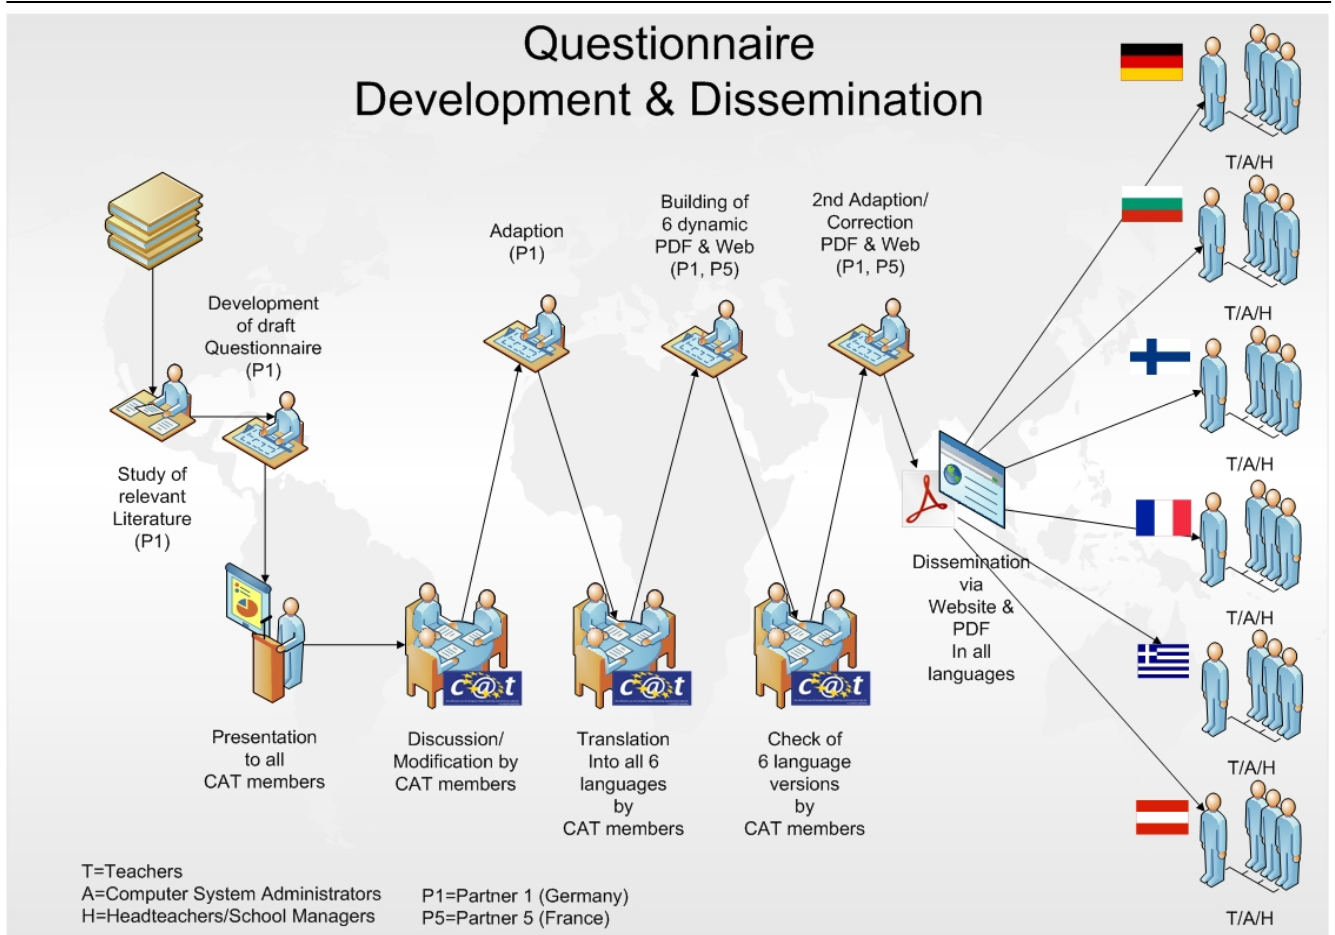 Questionnaire
Development & Dissemination
T/A/H
Building of
6 dynamic
PDF & Web
(P1, P5)
2nd Adaption/
Correction
PDF & Web
(P1, P5)
Adaption
(P1)
Development
of draft
Questionnaire
(P1)
T/A/H
Study of
relevant
Literature
(P1)
T/A/H
Dissemination
via
Website &
PDF
In all
languages
T/A/H
c@t
c@t
c@t
Presentation
to all
CAT members
Discussion/
Modification by
CAT members
Translation
Into all 6
languages
by
CAT members
Check of
6 language
versions
by
CAT members
T/A/H
T=Teachers
A=Computer System Administrators
H=Headteachers/School Managers
P1=Partner 1 (Germany)
P5=Partner 5 (France)
T/A/H